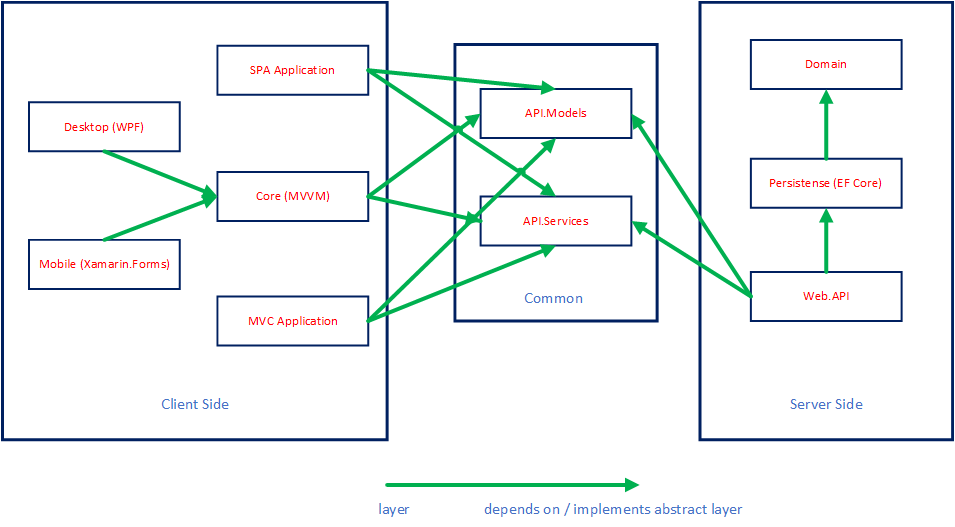 SPA Application
Desktop (WPF)
Core (MVVM)
Mobile (Xamarin.Forms)
MVC Application
Client Side
API.Models
API.Services
Common
Domain
Persistense (EF Core)
Web.API
Server Side
layer depends on / implements abstract layer